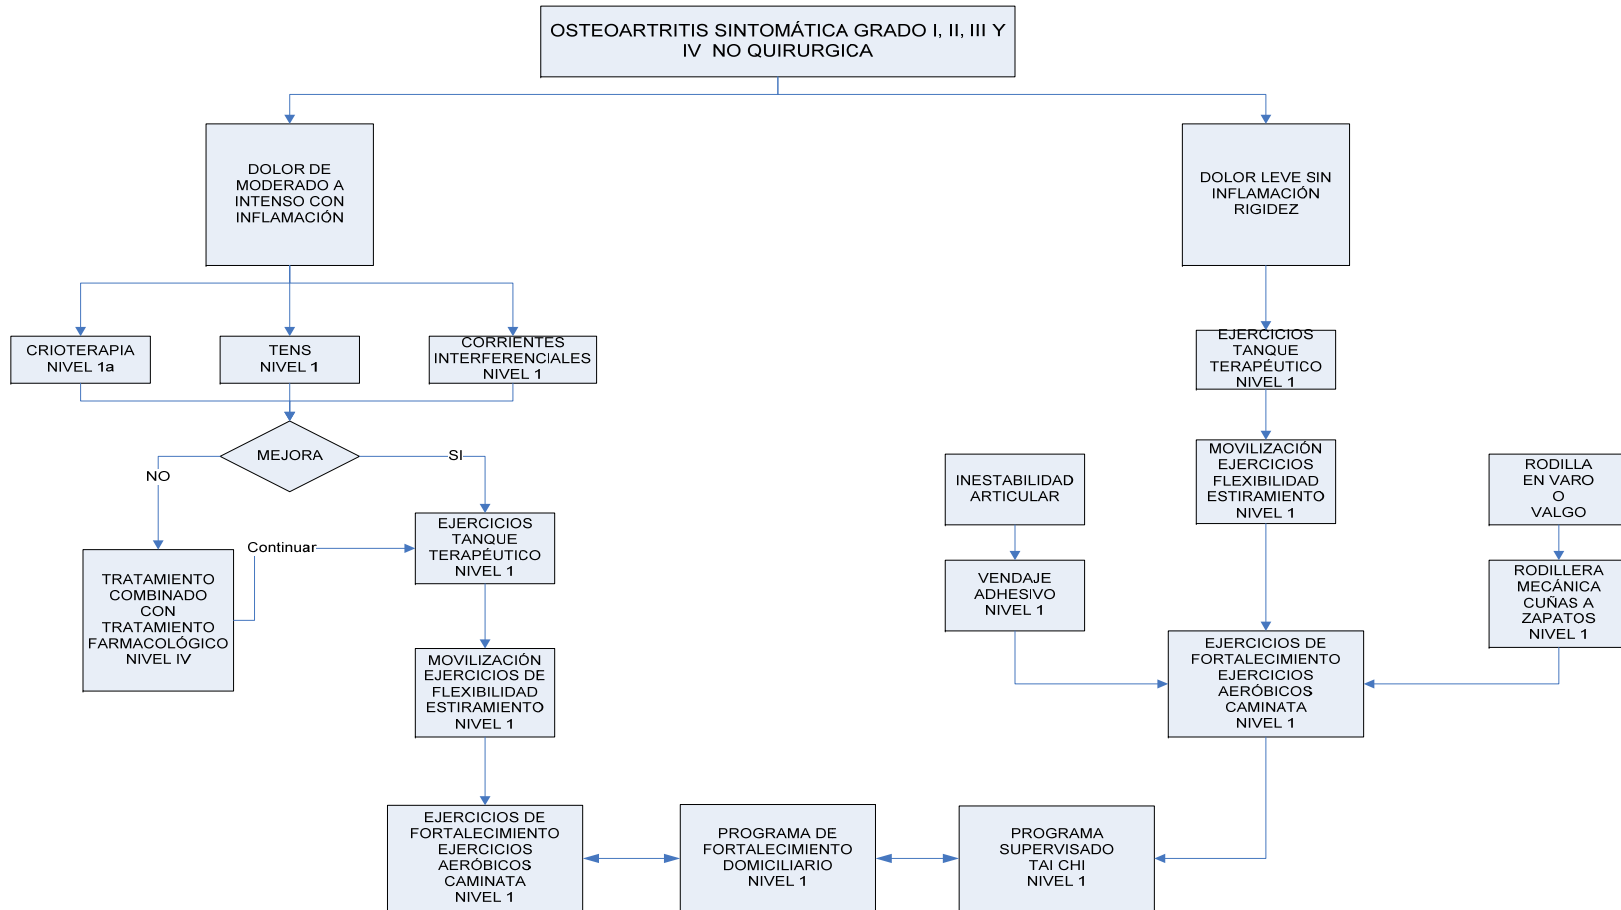 OSTEOARTRITIS SINTOMÁTICA GRADO I, II, III Y
IV NO QUIRURGICA
DOLOR DE
MODERADO A
INTENSO CON
INFLAMACIÓN
DOLOR LEVE SIN
INFLAMACIÓN
RIGIDEZ
CRIOTERAPIA
NIVEL 1a
TENS
NIVEL 1
CORRIENTES
INTERFERENCIALES
NIVEL 1
EJERCICIOS
TANQUE
TERAPÉUTICO
NIVEL 1
MEJORA
NO
SI
MOVILIZACIÓN
EJERCICIOS
FLEXIBILIDAD
ESTIRAMIENTO
NIVEL 1
INESTABILIDAD
ARTICULAR
RODILLA
EN VARO
O
VALGO
EJERCICIOS
TANQUE
TERAPÉUTICO
NIVEL 1
Continuar
TRATAMIENTO
COMBINADO
CON
TRATAMIENTO
FARMACOLÓGICO
NIVEL IV
VENDAJE
ADHESIVO
NIVEL 1
RODILLERA
MECÁNICA
CUÑAS A
ZAPATOS
NIVEL 1
MOVILIZACIÓN
EJERCICIOS DE
FLEXIBILIDAD
ESTIRAMIENTO
NIVEL 1
EJERCICIOS DE
FORTALECIMIENTO
EJERCICIOS
AERÓBICOS
CAMINATA
NIVEL 1
EJERCICIOS DE
FORTALECIMIENTO
EJERCICIOS
AERÓBICOS
CAMINATA
NIVEL 1
PROGRAMA DE
FORTALECIMIENTO
DOMICILIARIO
NIVEL 1
PROGRAMA
SUPERVISADO
TAI CHI
NIVEL 1